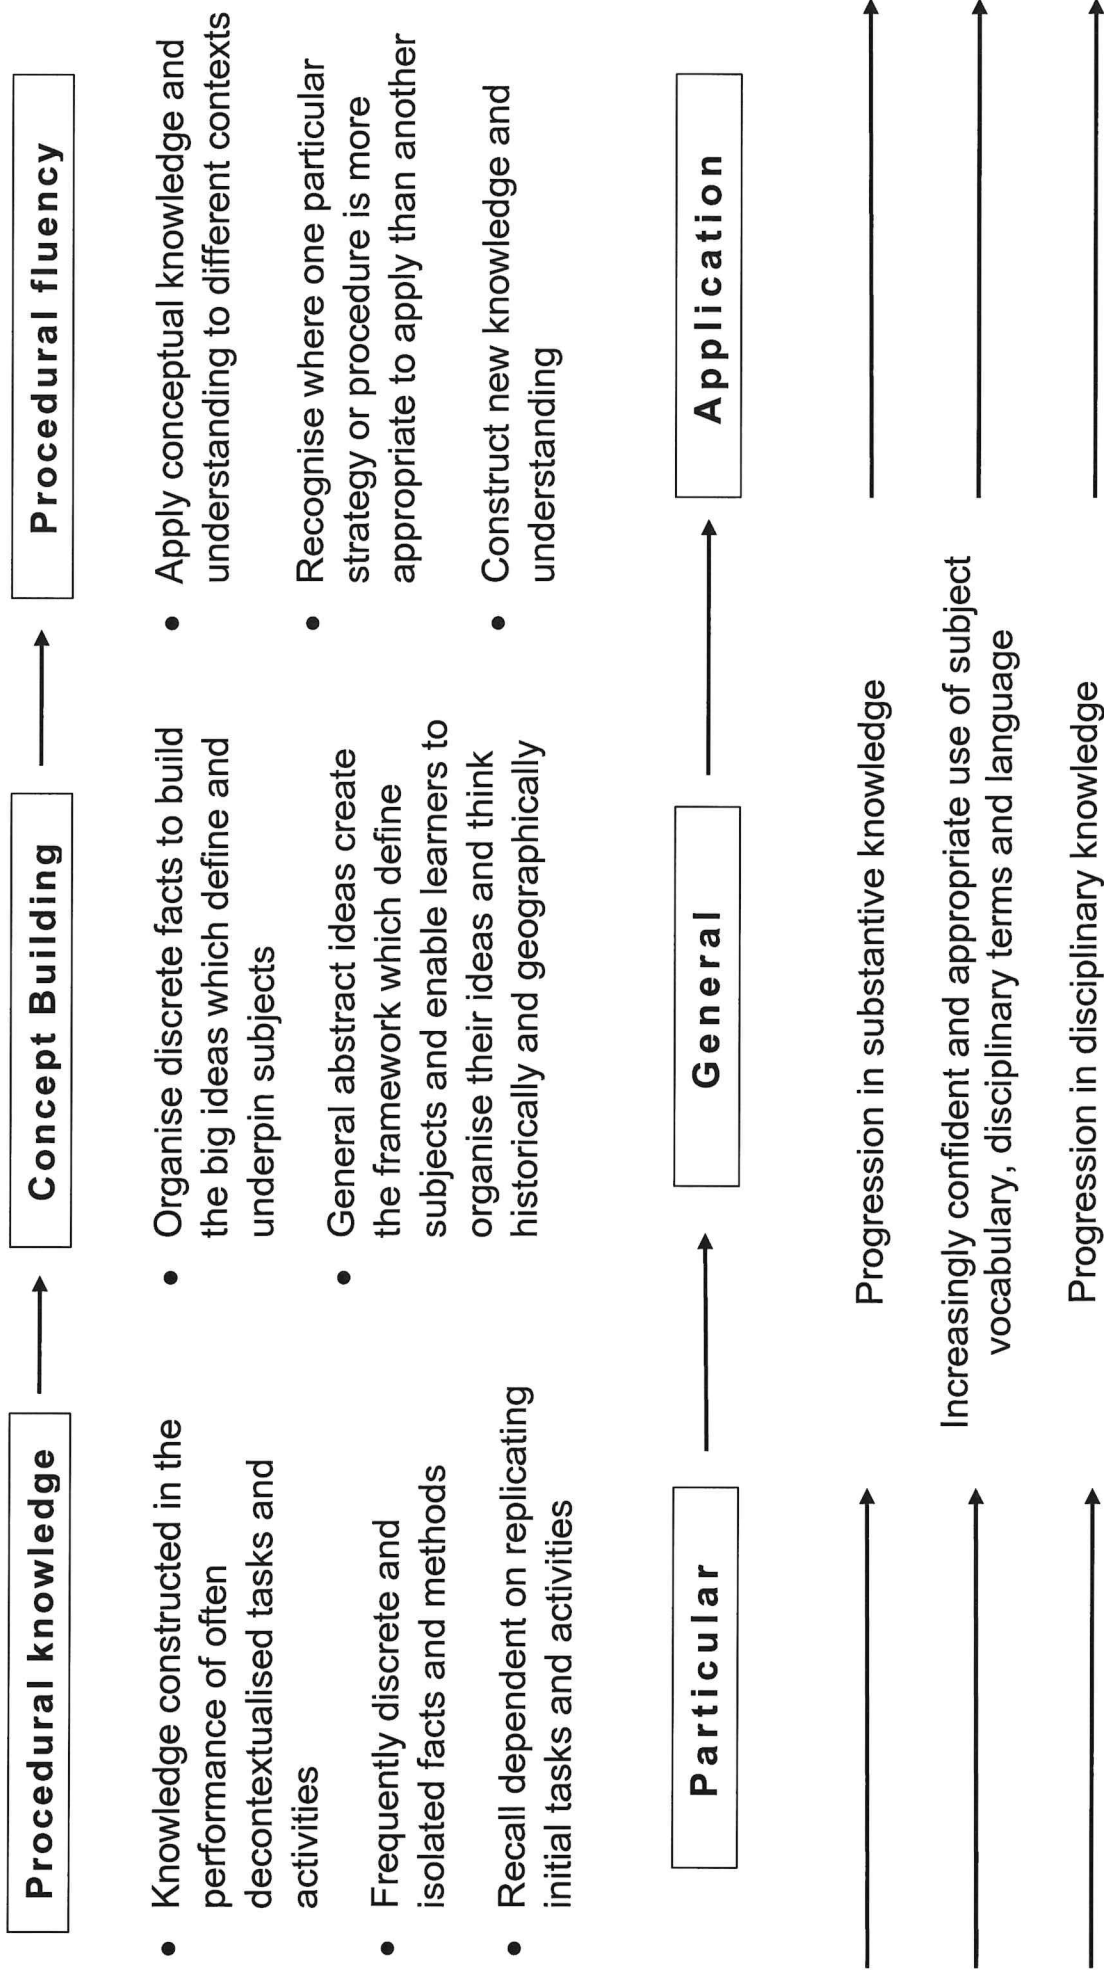 Procedural knowledge
Concept Building
Procedural fluency
• Knowledge constructed in the
performance of often
decontextualised tasks and
activities
• Frequently discrete and
isolated facts and methods
• Recall dependent on replicating
initial tasks and activities
• Organise discrete facts to build
the big ideas which define and
underpin subjects
• General abstract ideas create
the framework which define
subjects and enable learners to
organise their ideas and think
historically and geographically
• Apply conceptual knowledge and
understanding to different contexts
• Recognise where one particular
strategy or procedure is more
appropriate to apply than another
• Construct new knowledge and
understanding
Particular
General
Application
Progression in substantive knowledge
Increasingly confident and appropriate use of subject
vocabulary, disciplinary terms and language
Progression in disciplinary knowledge